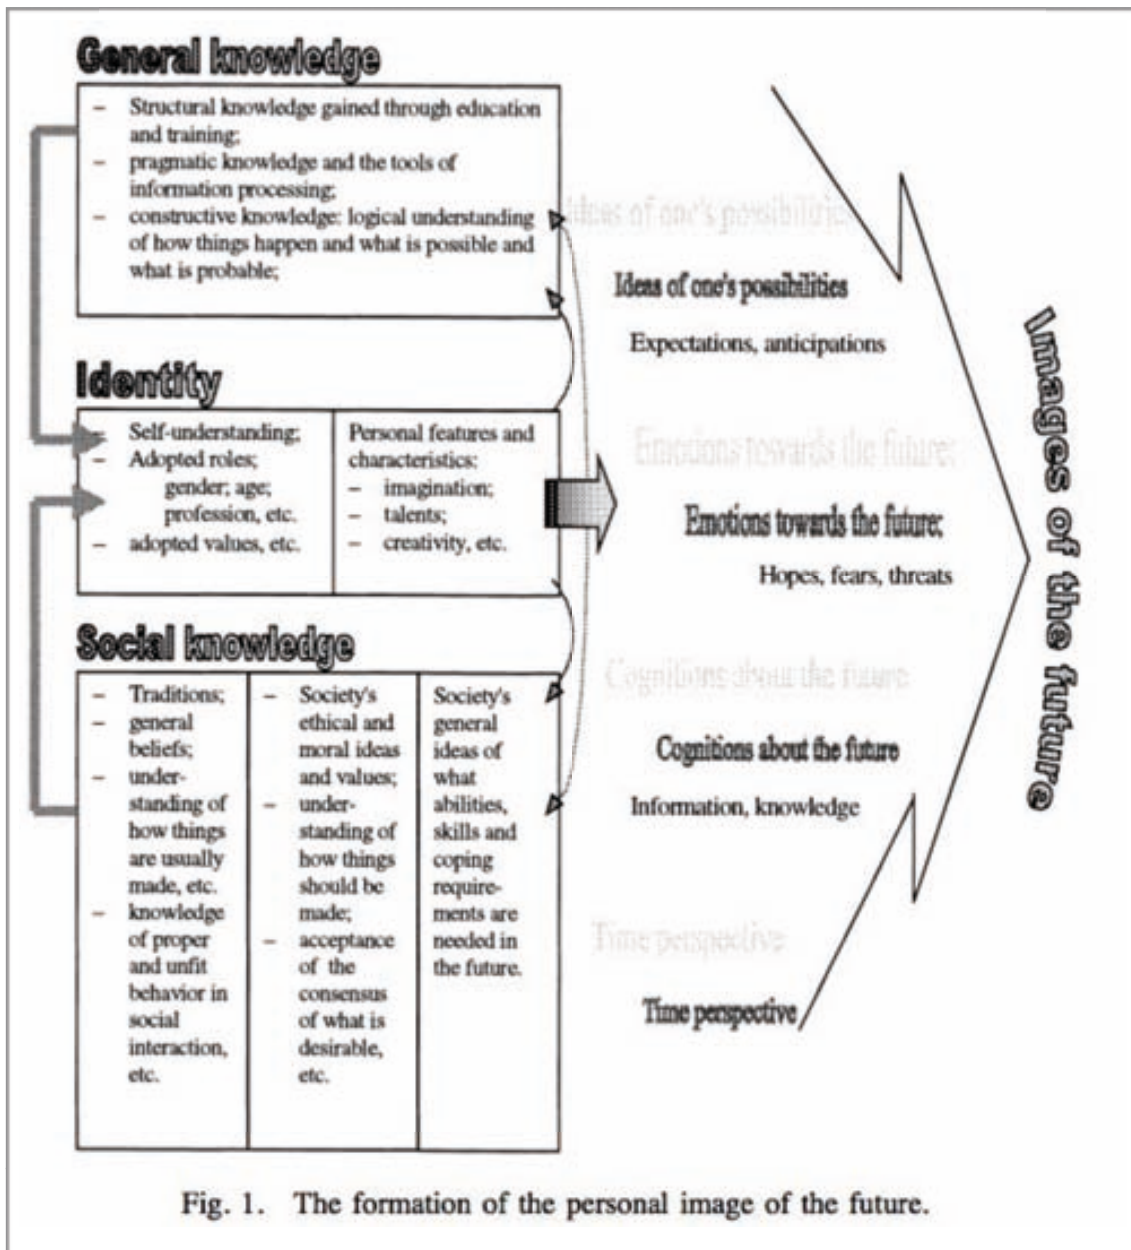 General knowledge
– Structural knowledge gained through education
and training;
– pragmatic knowledge and the tools of
information processing;
– constructive knowledge: logical understanding
of how things happen and what is possible and
what is probable;
Identity
– Self-understanding;
– Adopted roles;
gender; age;
profession, etc.
– adopted values, etc.
Personal features and
characteristics:
– imagination;
– talents;
– creativity, etc.
Social knowledge
– Traditions;
– general
beliefs;
– under-
standing of
how things
are usually
made, etc.
– knowledge
of proper
and unfit
behavior in
social
interaction,
etc.
– Society's
ethical and
moral ideas
and values;
– under-
standing of
how things
should be
made;
– acceptance
of the
consensus
of what is
desirable,
etc.
Society's
general
ideas of
what
abilities,
skills and
coping
require-
ments are
needed in
the future.
Ideas of one's possibilities
Ideas of one's possibilities
Expectations, anticipations
Emotions towards the future:
Emotions towards the future:
Hopes, fears, threats
Cognitions about the future
Cognitions about the future
Information, knowledge
Time perspective
Time perspective
Images of the future
Fig. 1. The formation of the personal image of the future.